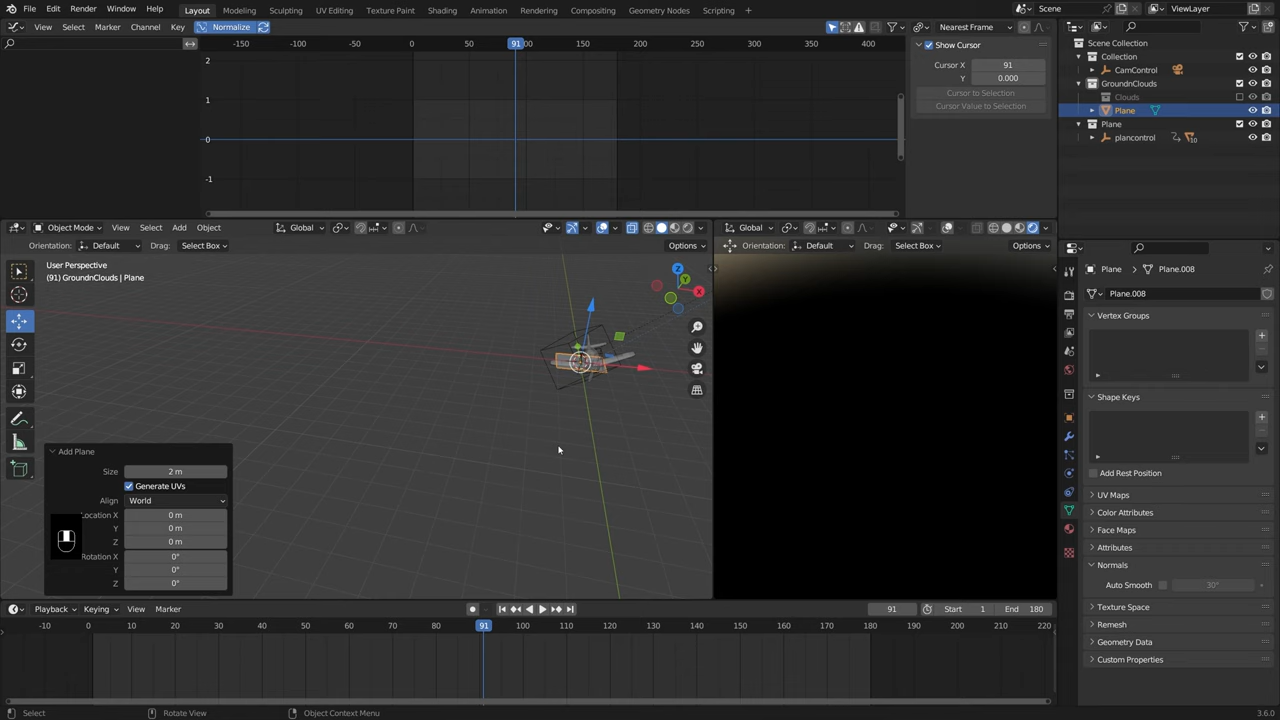 File Edit Render Window Help Layout Modeling Sculpting UV Editing Texture Paint Shading Animation Rendering Compositing Geometry Nodes Scripting Scene ViewLayer
View Select Marker Channel Key Normalize Nearest Frame
-150 -100 -50 0 50 91 100 150 200 250 300 350 400
Show Cursor
Cursor X 91
Y 0.000
Cursor to Selection
Cursor Value to Selection
2
1
0
-1
Scene Collection
Collection
CamControl
GroundnClouds
Clouds
Plane
Plane
plancontrol 10
Object Mode View Select Add Object Global
Orientation: Default Drag: Select Box Options
User Perspective
(91) GroundnClouds | Plane
Z
Y
X
Add Plane
Size 2 m
Generate UVs
Align World
Location X 0 m
Y 0 m
Z 0 m
Rotation X 0°
Y 0°
Z 0°
Global
Orientation: Default Drag: Select Box Options
Plane Plane.008
Plane.008
Vertex Groups
Shape Keys
Add Rest Position
UV Maps
Color Attributes
Face Maps
Attributes
Normals
Auto Smooth 30°
Texture Space
Remesh
Geometry Data
Custom Properties
Playback Keying View Marker 91 Start 1 End 180
-10 0 10 20 30 40 50 60 70 80 91 100 110 120 130 140 150 160 170 180 190 200 210 220
Select Rotate View Object Context Menu 3.6.0